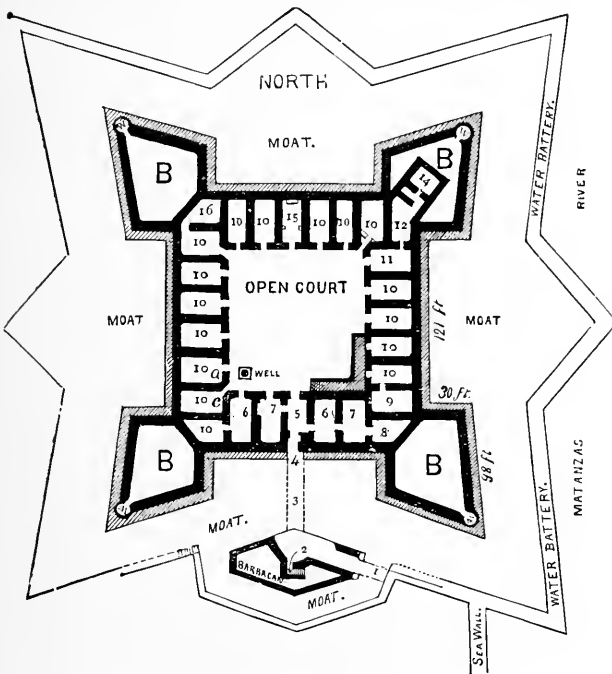 NORTH
MOAT.
B
B
14
16
10
10
15
10
10
10
12
10
11
10
OPEN COURT
10
10
10
MOAT
MOAT
10
10
121 ft
10
a
WELL
10
30 ft.
10
c
6
7
5
6
7
9
10
8
B
B
98 ft
4
3
MOAT.
2
BARBACAN
1
MOAT.
WATER BATTERY.
RIVER
MATANZAS
WATER BATTERY.
SEA WALL.